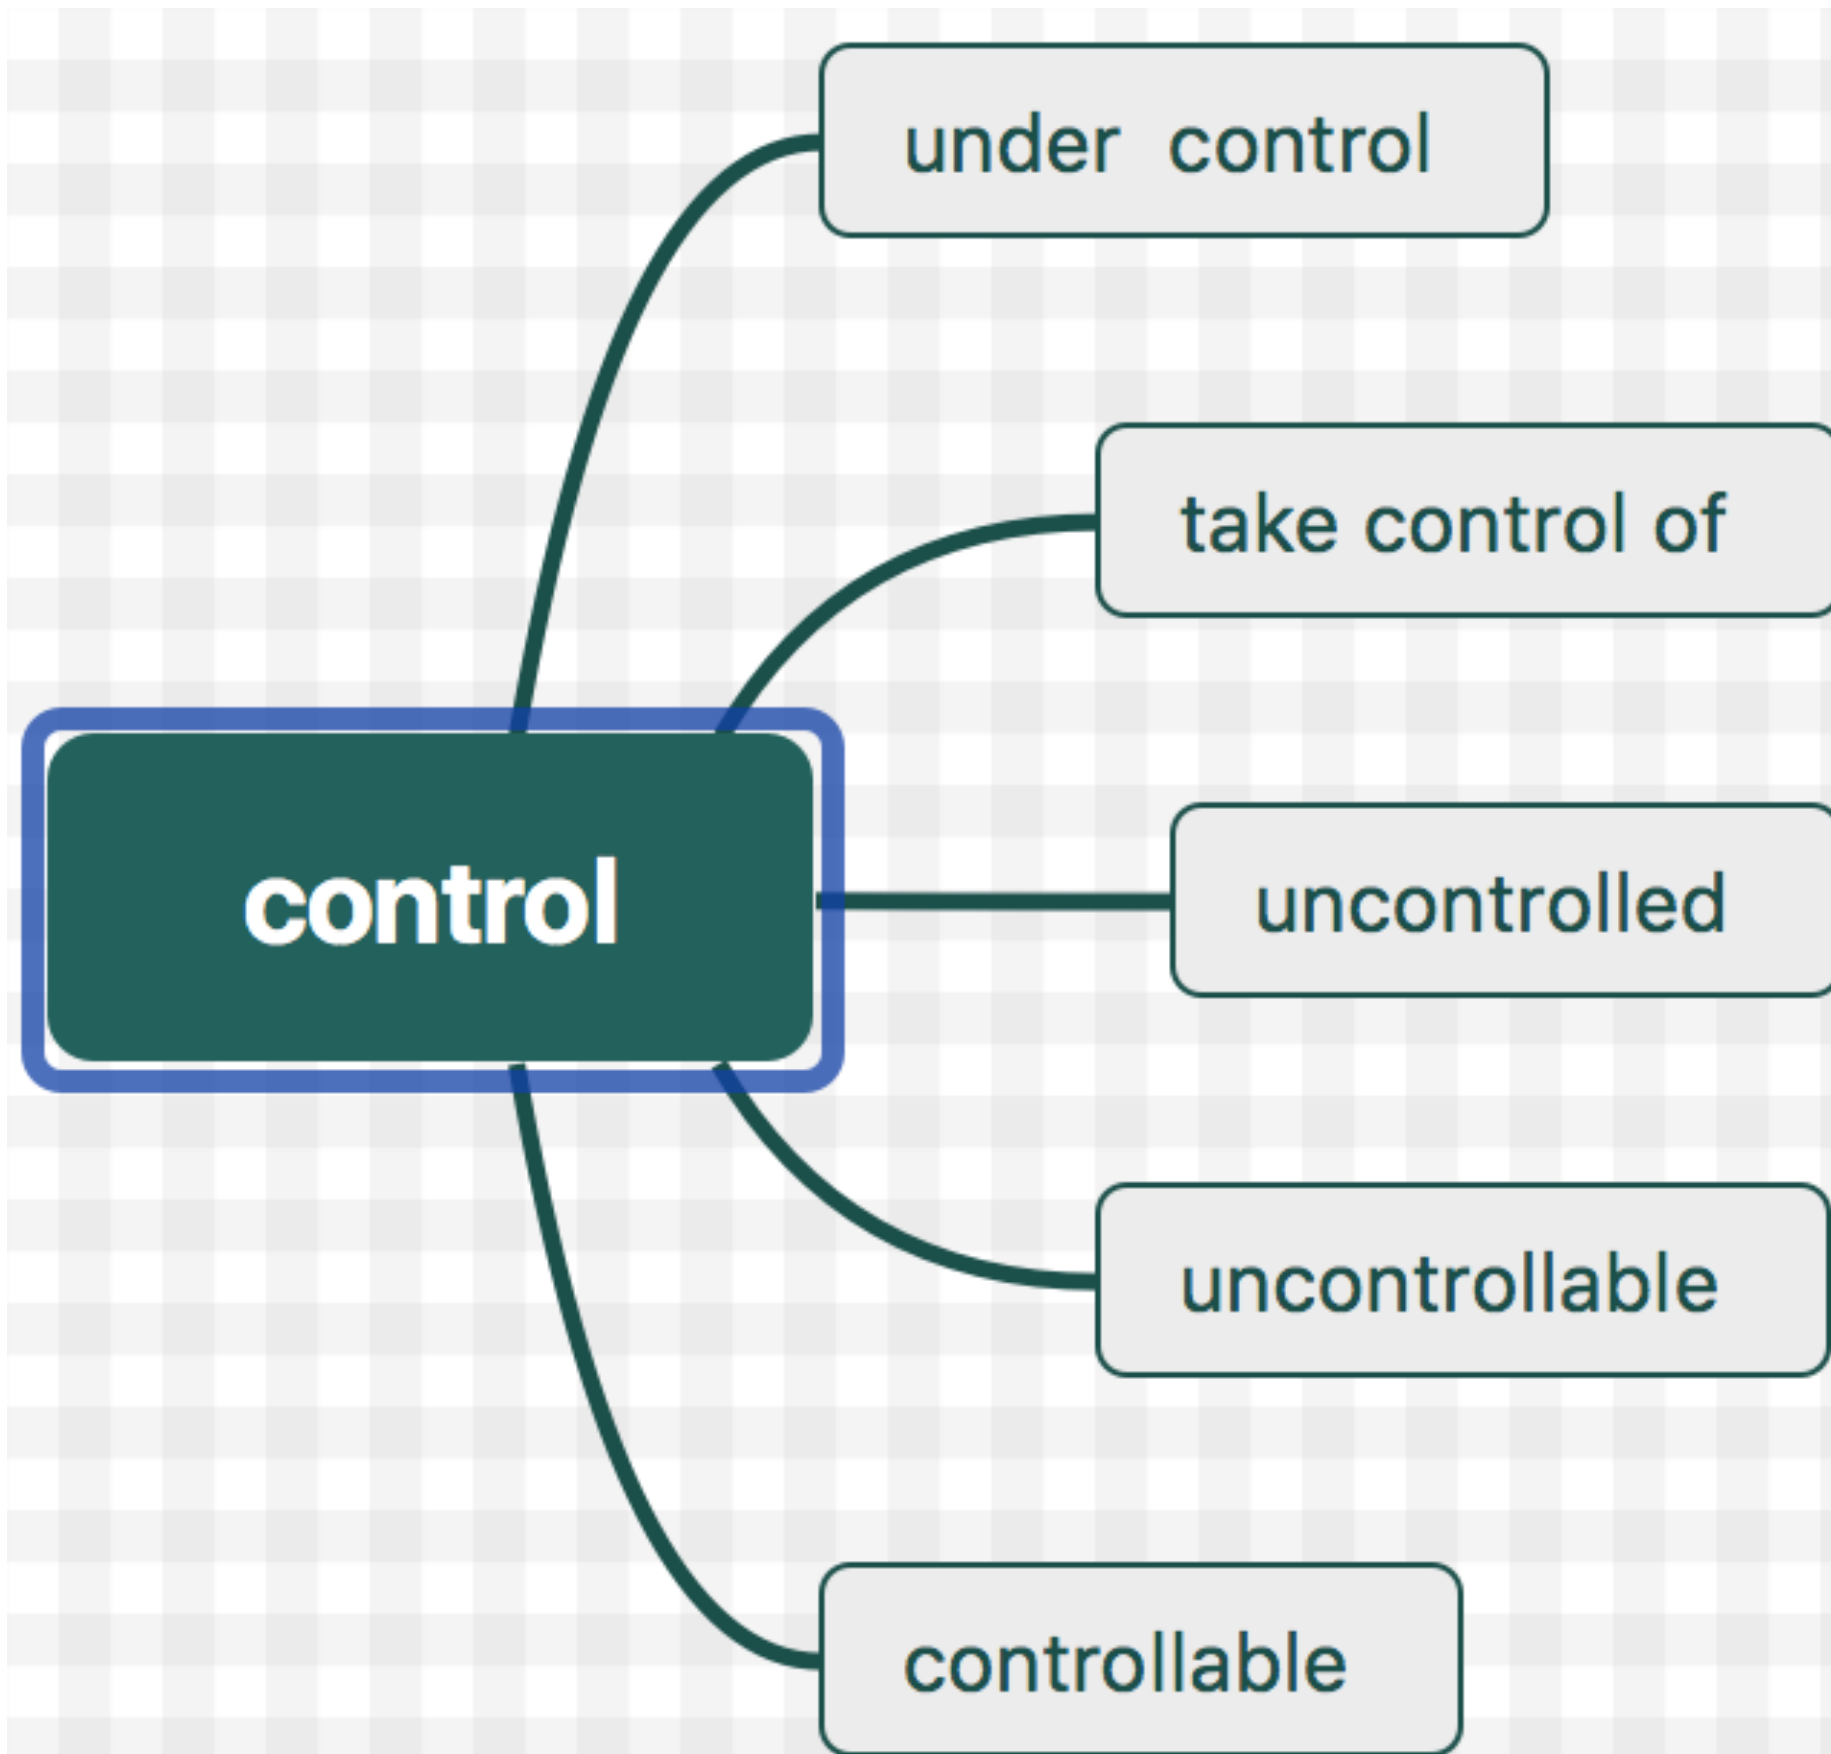 under control
take control of
control
uncontrolled
uncontrollable
controllable